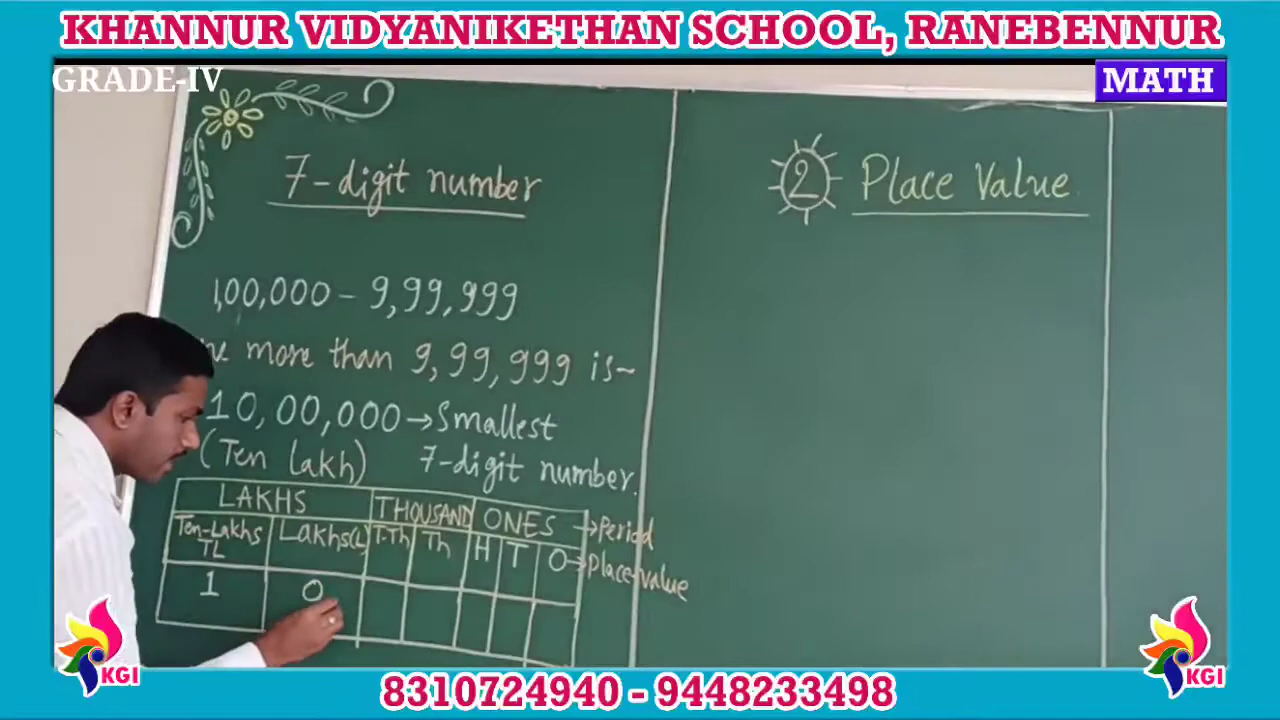 KHANNUR VIDYANIKETHAN SCHOOL, RANEBENNUR
GRADE-IV
MATH
7-digit number
1,00,000 - 9,99,999
more than 9,99,999 is-
10,00,000 → Smallest
(Ten lakh) 7-digit number.
LAKHS THOUSAND ONES → Period
Ten-Lakhs TL Lakhs(L) T.Th Th H T O → Place value
1 0
2 Place Value
KGI
KGI
8310724940 - 9448233498